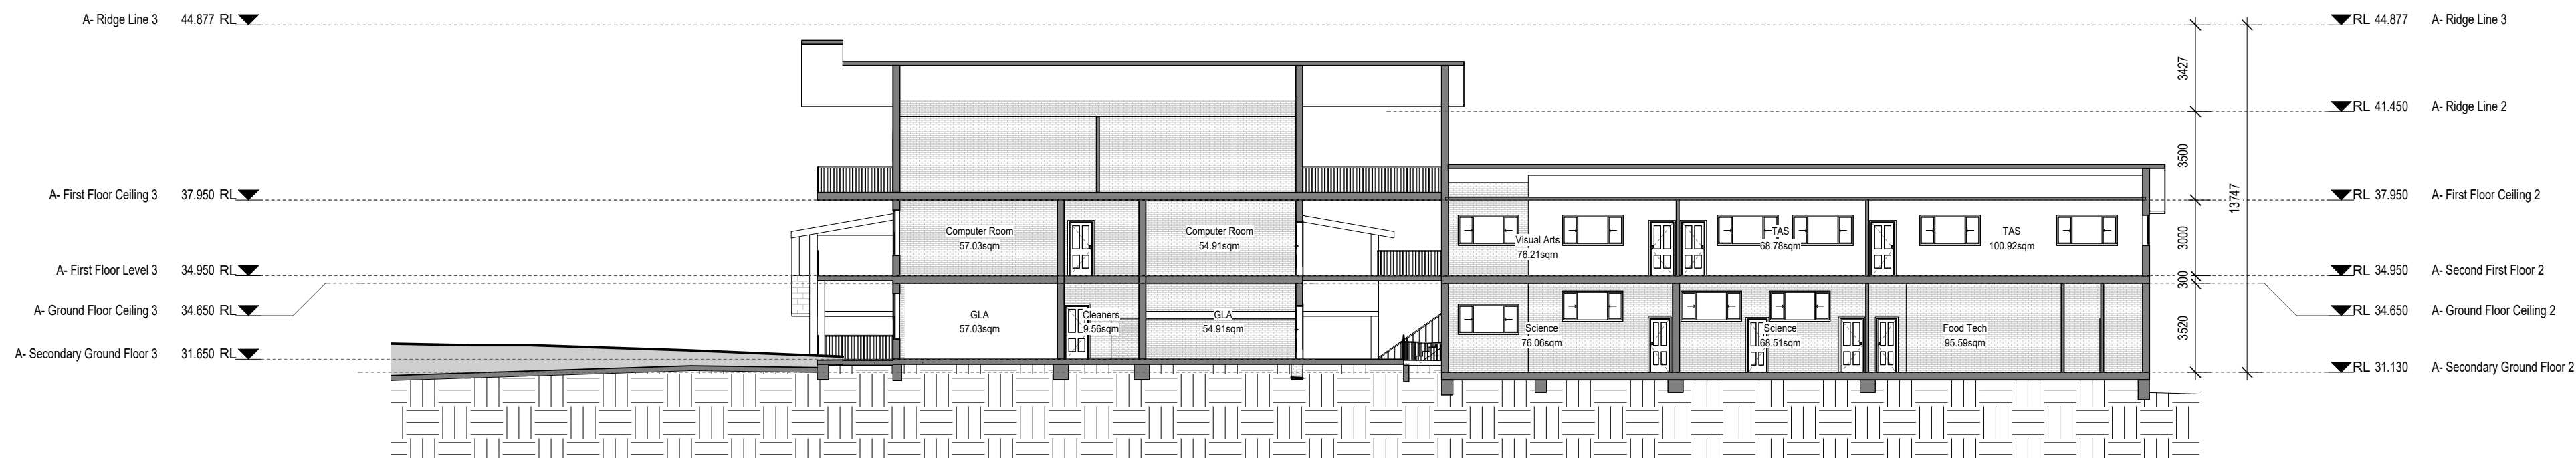 A- Ridge Line 3 44.877 RL
A- First Floor Ceiling 3 37.950 RL
A- First Floor Level 3 34.950 RL
A- Ground Floor Ceiling 3 34.650 RL
A- Secondary Ground Floor 3 31.650 RL
Computer Room
57.03sqm
Computer Room
54.91sqm
Visual Arts
76.21sqm
TAS
68.78sqm
TAS
100.92sqm
GLA
57.03sqm
Cleaners
9.56sqm
GLA
54.91sqm
Science
76.06sqm
Science
68.51sqm
Food Tech
95.59sqm
3427
3500
3000
300
3520
13747
RL 44.877 A- Ridge Line 3
RL 41.450 A- Ridge Line 2
RL 37.950 A- First Floor Ceiling 2
RL 34.950 A- Second First Floor 2
RL 34.650 A- Ground Floor Ceiling 2
RL 31.130 A- Secondary Ground Floor 2